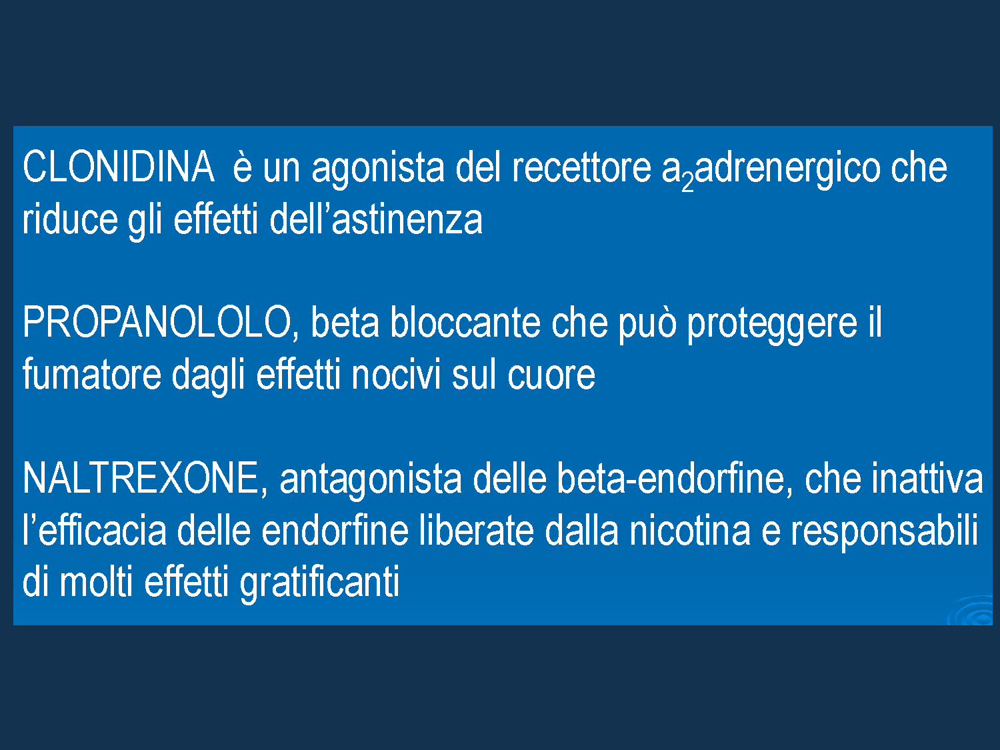 CLONIDINA è un agonista del recettore a₂adrenergico che
riduce gli effetti dell’astinenza
PROPANOLOLO, beta bloccante che può proteggere il
fumatore dagli effetti nocivi sul cuore
NALTREXONE, antagonista delle beta-endorfine, che inattiva
l’efficacia delle endorfine liberate dalla nicotina e responsabili
di molti effetti gratificanti